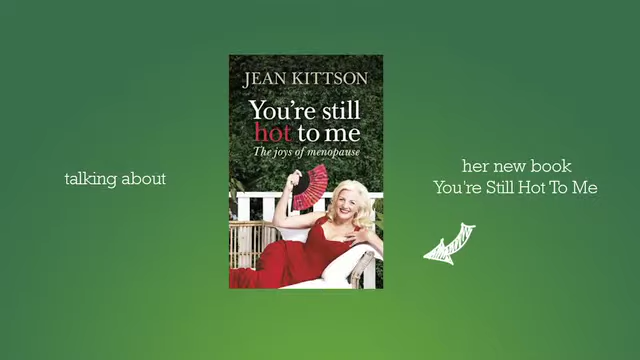 talking about
JEAN KITTSON
You're still
hot to me
The joys of menopause
her new book
You're Still Hot To Me